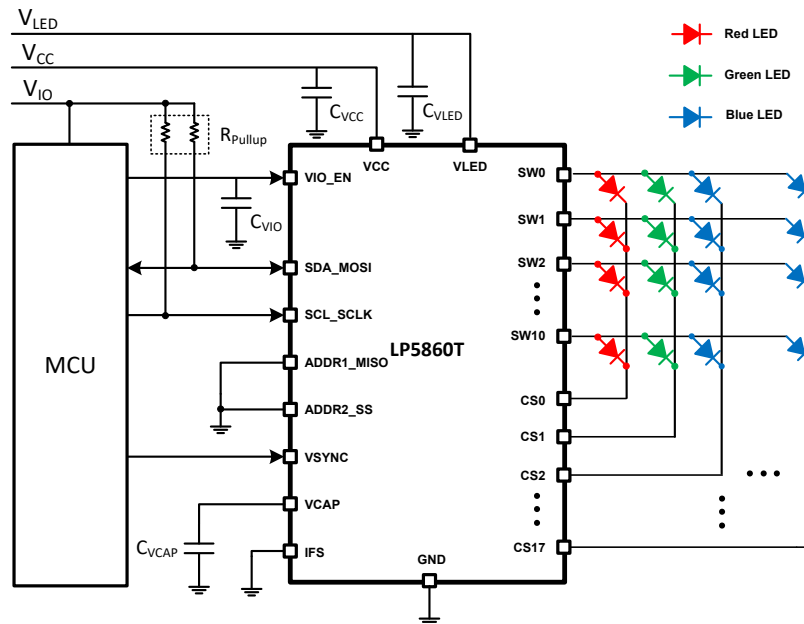 VLED
VCC
VIO
CVCC
CVLED
Red LED
Green LED
Blue LED
RPullup
VCC
VLED
VIO_EN
SW0
CVIO
SW1
SDA_MOSI
SW2
SCL_SCLK
SW10
LP5860T
MCU
ADDR1_MISO
CS0
ADDR2_SS
CS1
VSYNC
CS2
VCAP
CVCAP
IFS
CS17
GND